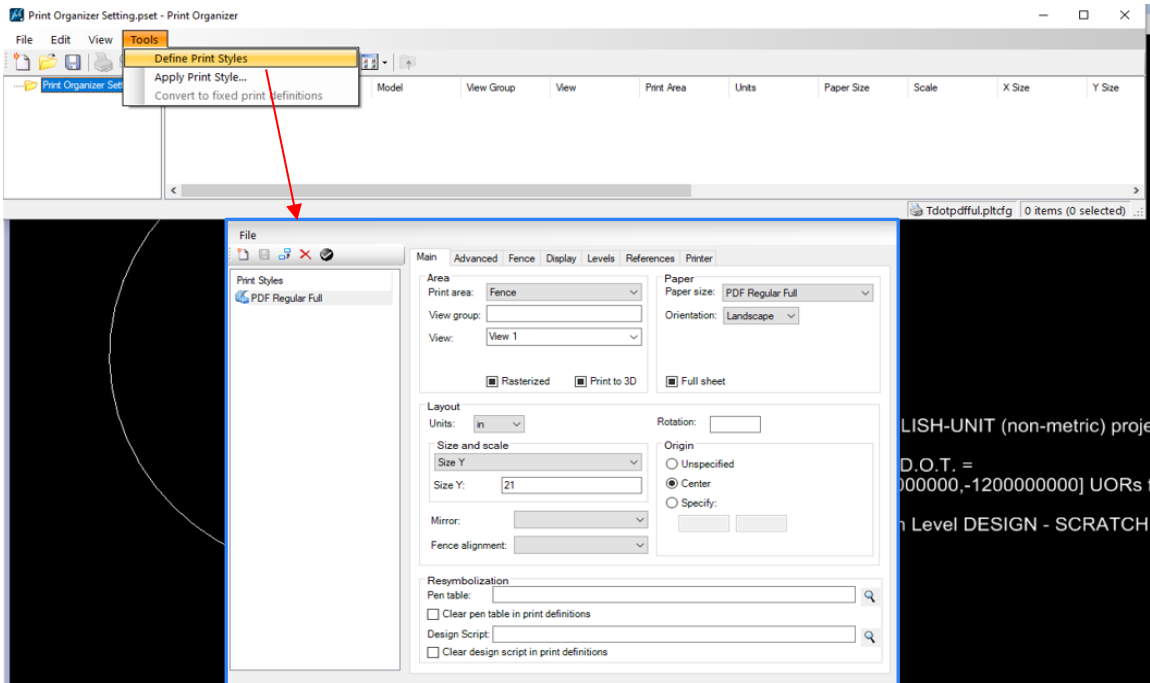 Print Organizer Setting.pset - Print Organizer
File Edit View Tools
Define Print Styles
Apply Print Style...
Convert to fixed print definitions
Print Organizer Set
Model View Group View Print Area Units Paper Size Scale X Size Y Size
Tdotpdfful.pltcfg 0 items (0 selected)
File
Print Styles
PDF Regular Full
Main Advanced Fence Display Levels References Printer
Area
Print area: Fence
View group:
View: View 1
Rasterized Print to 3D
Paper
Paper size: PDF Regular Full
Orientation: Landscape
Full sheet
Layout
Units: in
Rotation:
Size and scale
Size Y
Size Y: 21
Mirror:
Fence alignment:
Origin
Unspecified
Center
Specify:
Resymbolization
Pen table:
Clear pen table in print definitions
Design Script:
Clear design script in print definitions
LISH-UNIT (non-metric) proje
D.O.T. =
000000,-1200000000] UORs
Level DESIGN - SCRATCH